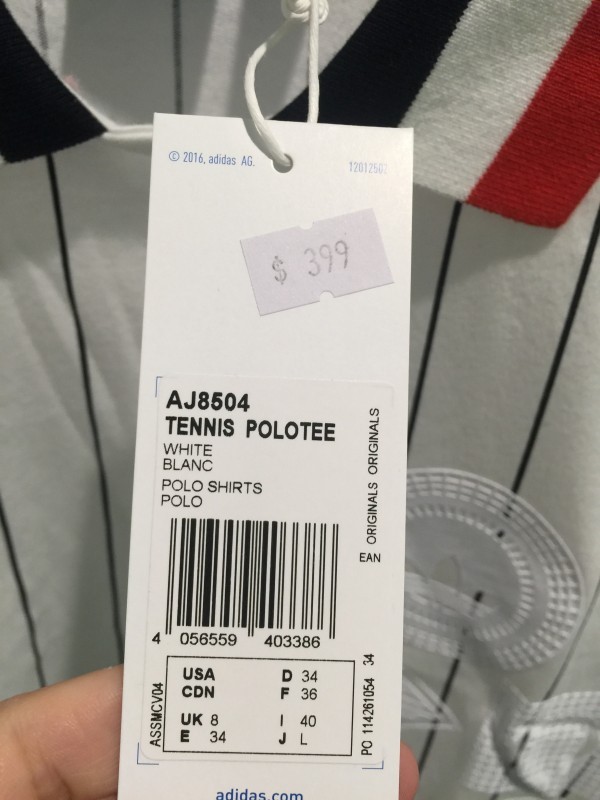 © 2016, adidas AG.
$ 399
AJ8504
TENNIS POLOTEE
WHITE
BLANC
POLO SHIRTS
POLO
ORIGINALS ORIGINALS
EAN
4 056559 403386
ASSMCV04
USA D 34
CDN F 36
UK 8 I 40
E 34 J L
PO 114261054 34
adidas.com